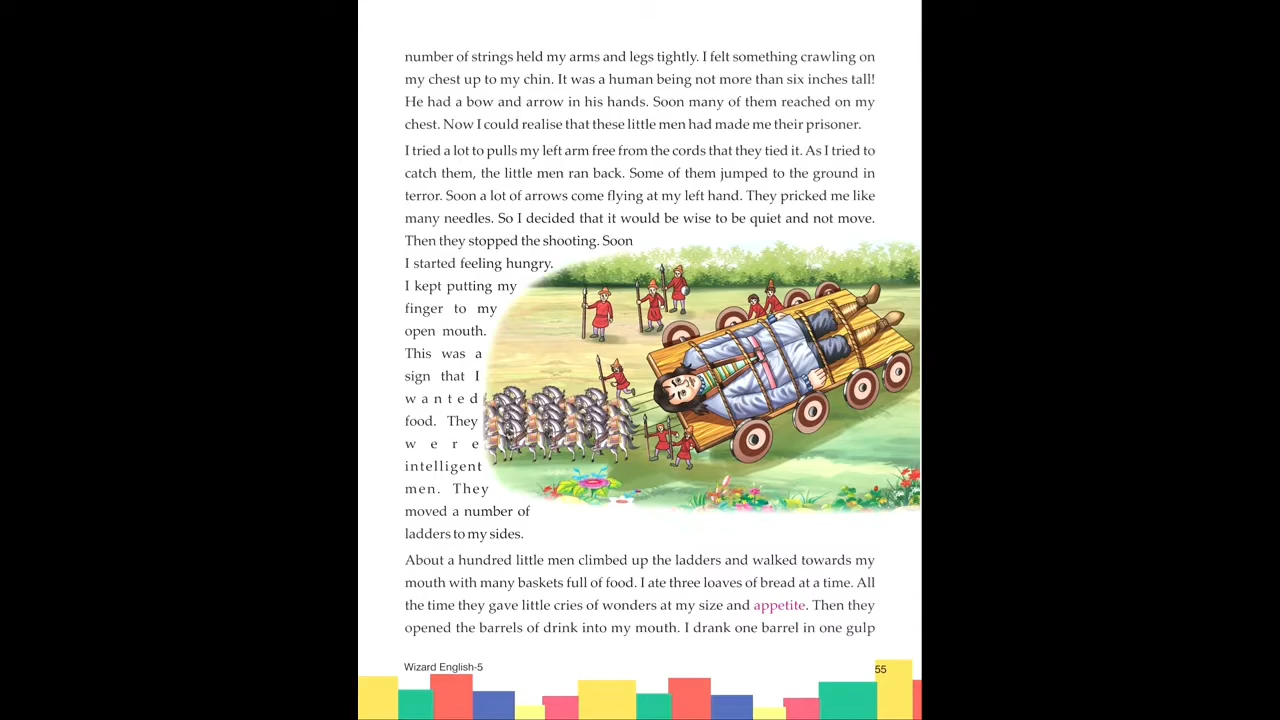 number of strings held my arms and legs tightly. I felt something crawling on
my chest up to my chin. It was a human being not more than six inches tall!
He had a bow and arrow in his hands. Soon many of them reached on my
chest. Now I could realise that these little men had made me their prisoner.
I tried a lot to pulls my left arm free from the cords that they tied it. As I tried to
catch them, the little men ran back. Some of them jumped to the ground in
terror. Soon a lot of arrows come flying at my left hand. They pricked me like
many needles. So I decided that it would be wise to be quiet and not move.
Then they stopped the shooting. Soon
I started feeling hungry.
I kept putting my
finger to my
open mouth.
This was a
sign that I
wanted
food. They
were
intelligent
men. They
moved a number of
ladders to my sides.
About a hundred little men climbed up the ladders and walked towards my
mouth with many baskets full of food. I ate three loaves of bread at a time. All
the time they gave little cries of wonders at my size and appetite. Then they
opened the barrels of drink into my mouth. I drank one barrel in one gulp
Wizard English-5
55